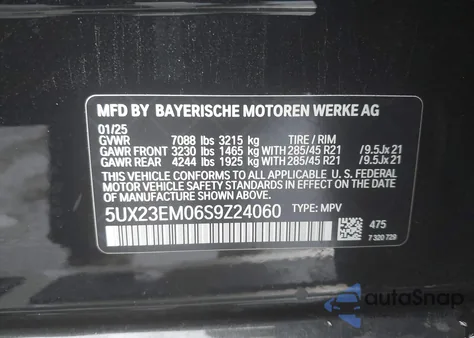 MFD BY BAYERISCHE MOTOREN WERKE AG
01/25
GVWR 7088 lbs 3215 kg TIRE / RIM
GAWR FRONT 3230 lbs 1465 kg WITH 285/45 R21 /9.5Jx21
GAWR REAR 4244 lbs 1925 kg WITH 285/45 R21 /9.5Jx21
THIS VEHICLE CONFORMS TO ALL APPLICABLE U. S. FEDERAL
MOTOR VEHICLE SAFETY STANDARDS IN EFFECT ON THE DATE
OF MANUFACTURE SHOWN ABOVE.
5UX23EM06S9Z24060 TYPE: MPV
475
7 320 729
autoSnap